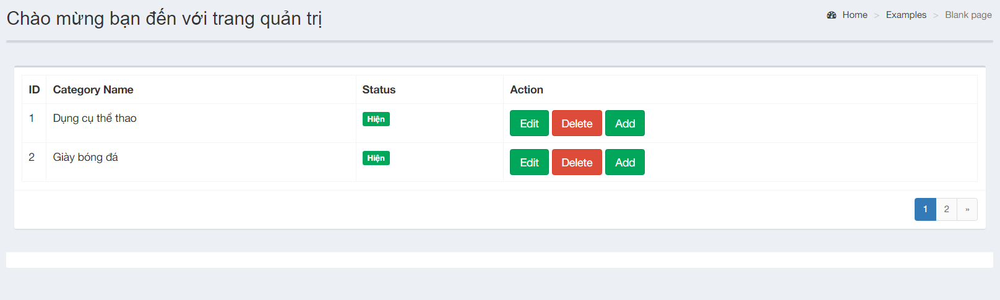 Chào mừng bạn đến với trang quản trị
Home > Examples > Blank page
ID Category Name Status Action
1 Dụng cụ thể thao Hiện Edit Delete Add
2 Giày bóng đá Hiện Edit Delete Add
1 2 »